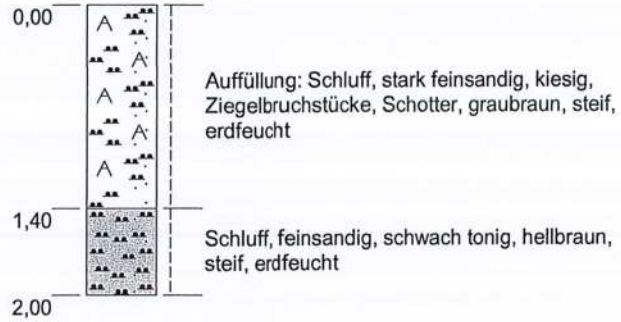 0,00
Auffüllung: Schluff, stark feinsandig, kiesig,
Ziegelbruchstücke, Schotter, graubraun, steif,
erdfeucht
1,40
Schluff, feinsandig, schwach tonig, hellbraun,
steif, erdfeucht
2,00